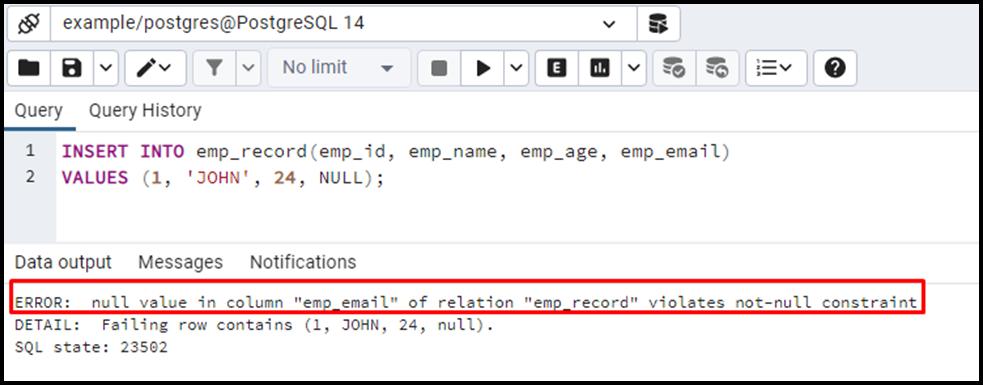 example/postgres@PostgreSQL 14
No limit
E
Query Query History
1 INSERT INTO emp_record(emp_id, emp_name, emp_age, emp_email)
2 VALUES (1, 'JOHN', 24, NULL);
Data output Messages Notifications
ERROR:  null value in column "emp_email" of relation "emp_record" violates not-null constraint
DETAIL:  Failing row contains (1, JOHN, 24, null).
SQL state: 23502